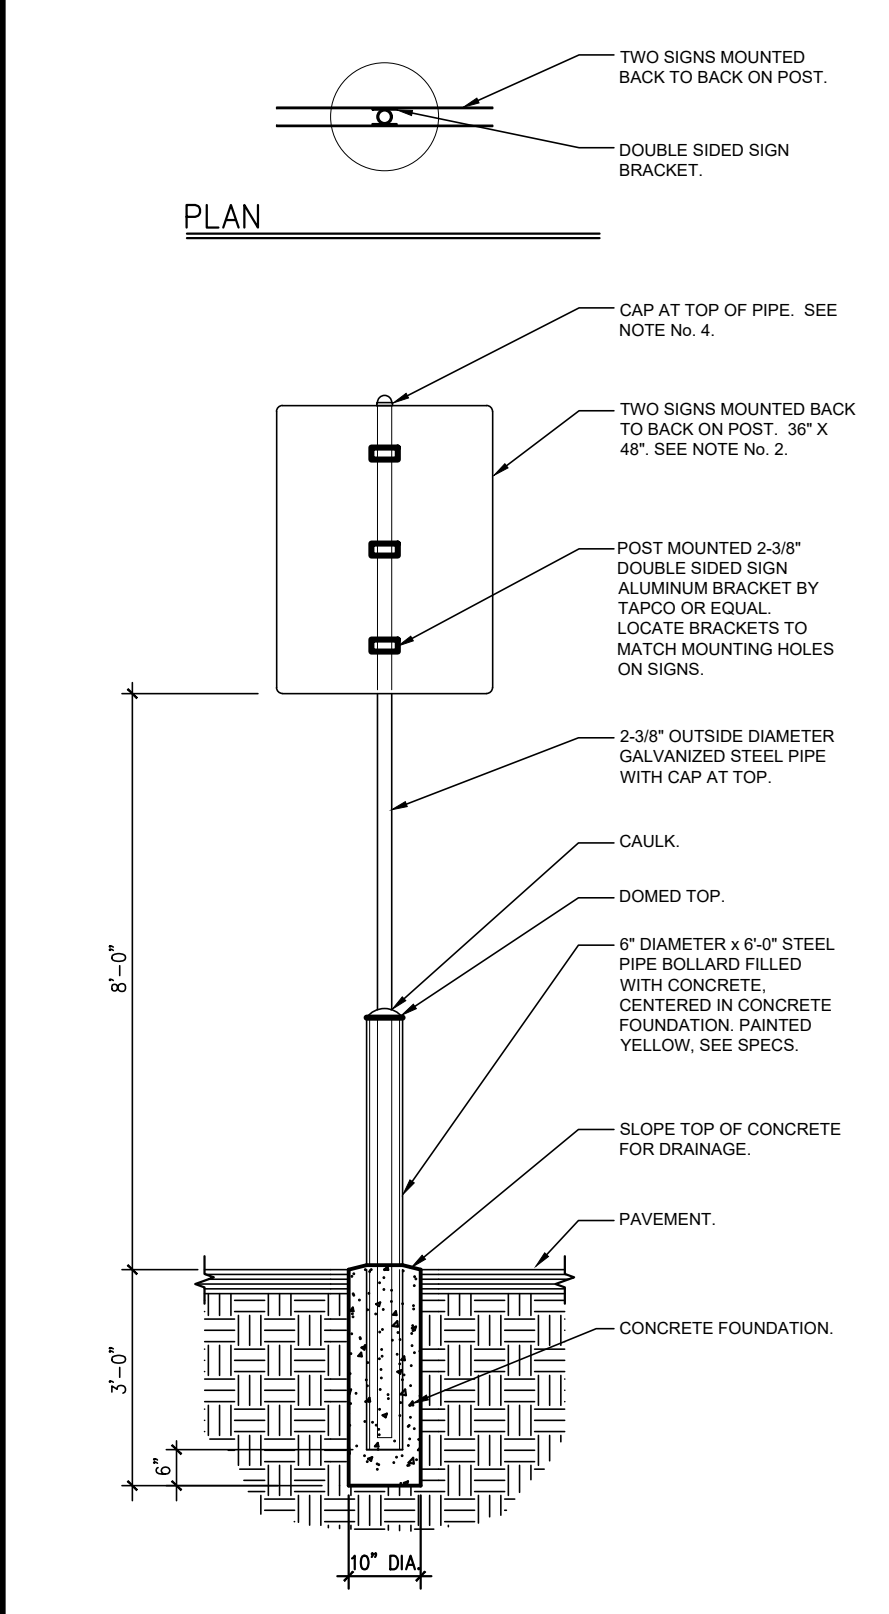 TWO SIGNS MOUNTED
BACK TO BACK ON POST.
DOUBLE SIDED SIGN
BRACKET.
PLAN
CAP AT TOP OF PIPE.  SEE
NOTE No. 4.
TWO SIGNS MOUNTED BACK
TO BACK ON POST.  36" X
48". SEE NOTE No. 2.
POST MOUNTED 2-3/8"
DOUBLE SIDED SIGN
ALUMINUM BRACKET BY
TAPCO OR EQUAL.
LOCATE BRACKETS TO
MATCH MOUNTING HOLES
ON SIGNS.
2-3/8" OUTSIDE DIAMETER
GALVANIZED STEEL PIPE
WITH CAP AT TOP.
CAULK.
DOMED TOP.
6" DIAMETER x 6'-0" STEEL
PIPE BOLLARD FILLED
WITH CONCRETE,
CENTERED IN CONCRETE
FOUNDATION. PAINTED
YELLOW, SEE SPECS.
8'-0"
SLOPE TOP OF CONCRETE
FOR DRAINAGE.
PAVEMENT.
CONCRETE FOUNDATION.
3'-0"
6"
10" DIA.